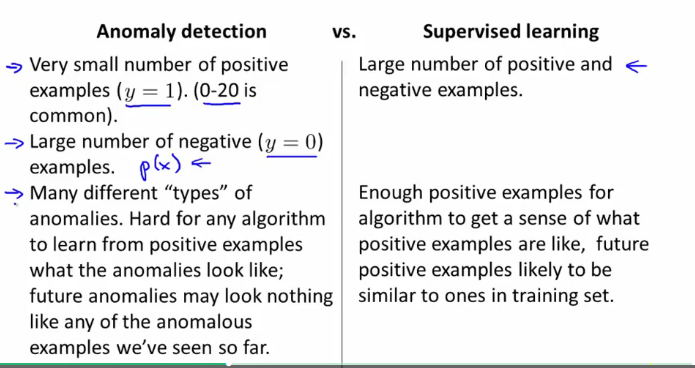 Anomaly detection vs. Supervised learning
→ Very small number of positive
examples (y = 1). (0-20 is
common).
→ Large number of negative (y = 0)
examples. p(x) ←
→ Many different “types” of
anomalies. Hard for any algorithm
to learn from positive examples
what the anomalies look like;
future anomalies may look nothing
like any of the anomalous
examples we’ve seen so far.
Large number of positive and ←
negative examples.
Enough positive examples for
algorithm to get a sense of what
positive examples are like, future
positive examples likely to be
similar to ones in training set.